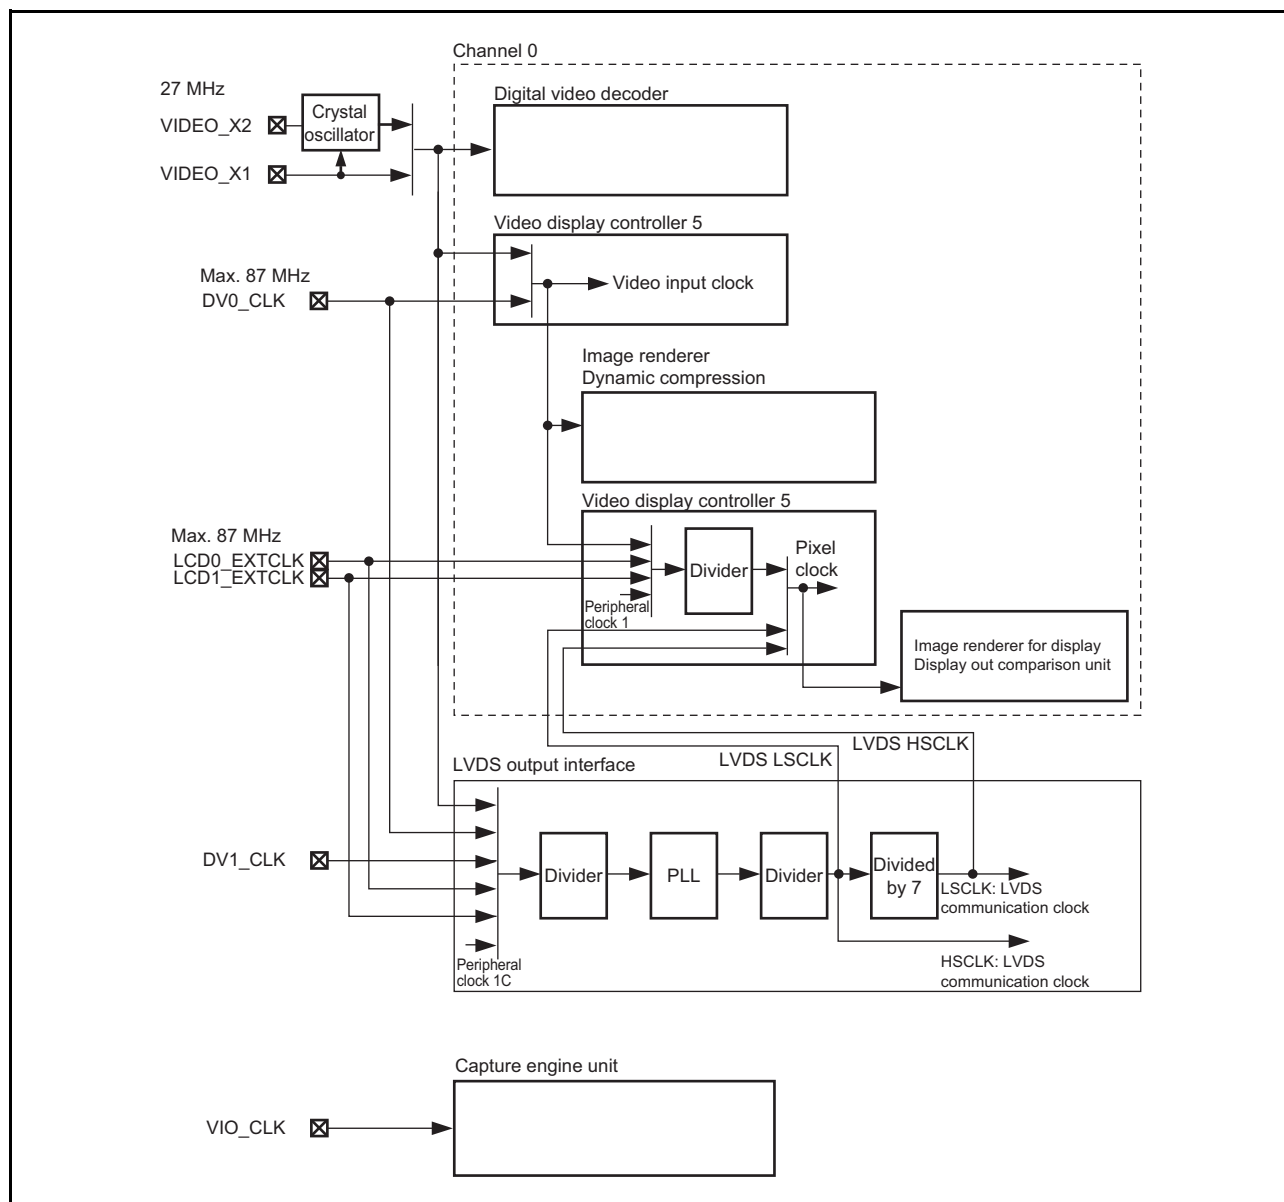 Channel 0
27 MHz
Digital video decoder
Crystal
oscillator
VIDEO_X2
VIDEO_X1
Video display controller 5
Max. 87 MHz
DV0_CLK
Video input clock
Image renderer
Dynamic compression
Video display controller 5
Max. 87 MHz
LCD0_EXTCLK
LCD1_EXTCLK
Divider
Pixel
clock
Peripheral
clock 1
Image renderer for display
Display out comparison unit
LVDS HSCLK
LVDS LSCLK
LVDS output interface
DV1_CLK
Divider
PLL
Divider
Divided
by 7
LSCLK: LVDS
communication clock
Peripheral
clock 1C
HSCLK: LVDS
communication clock
Capture engine unit
VIO_CLK